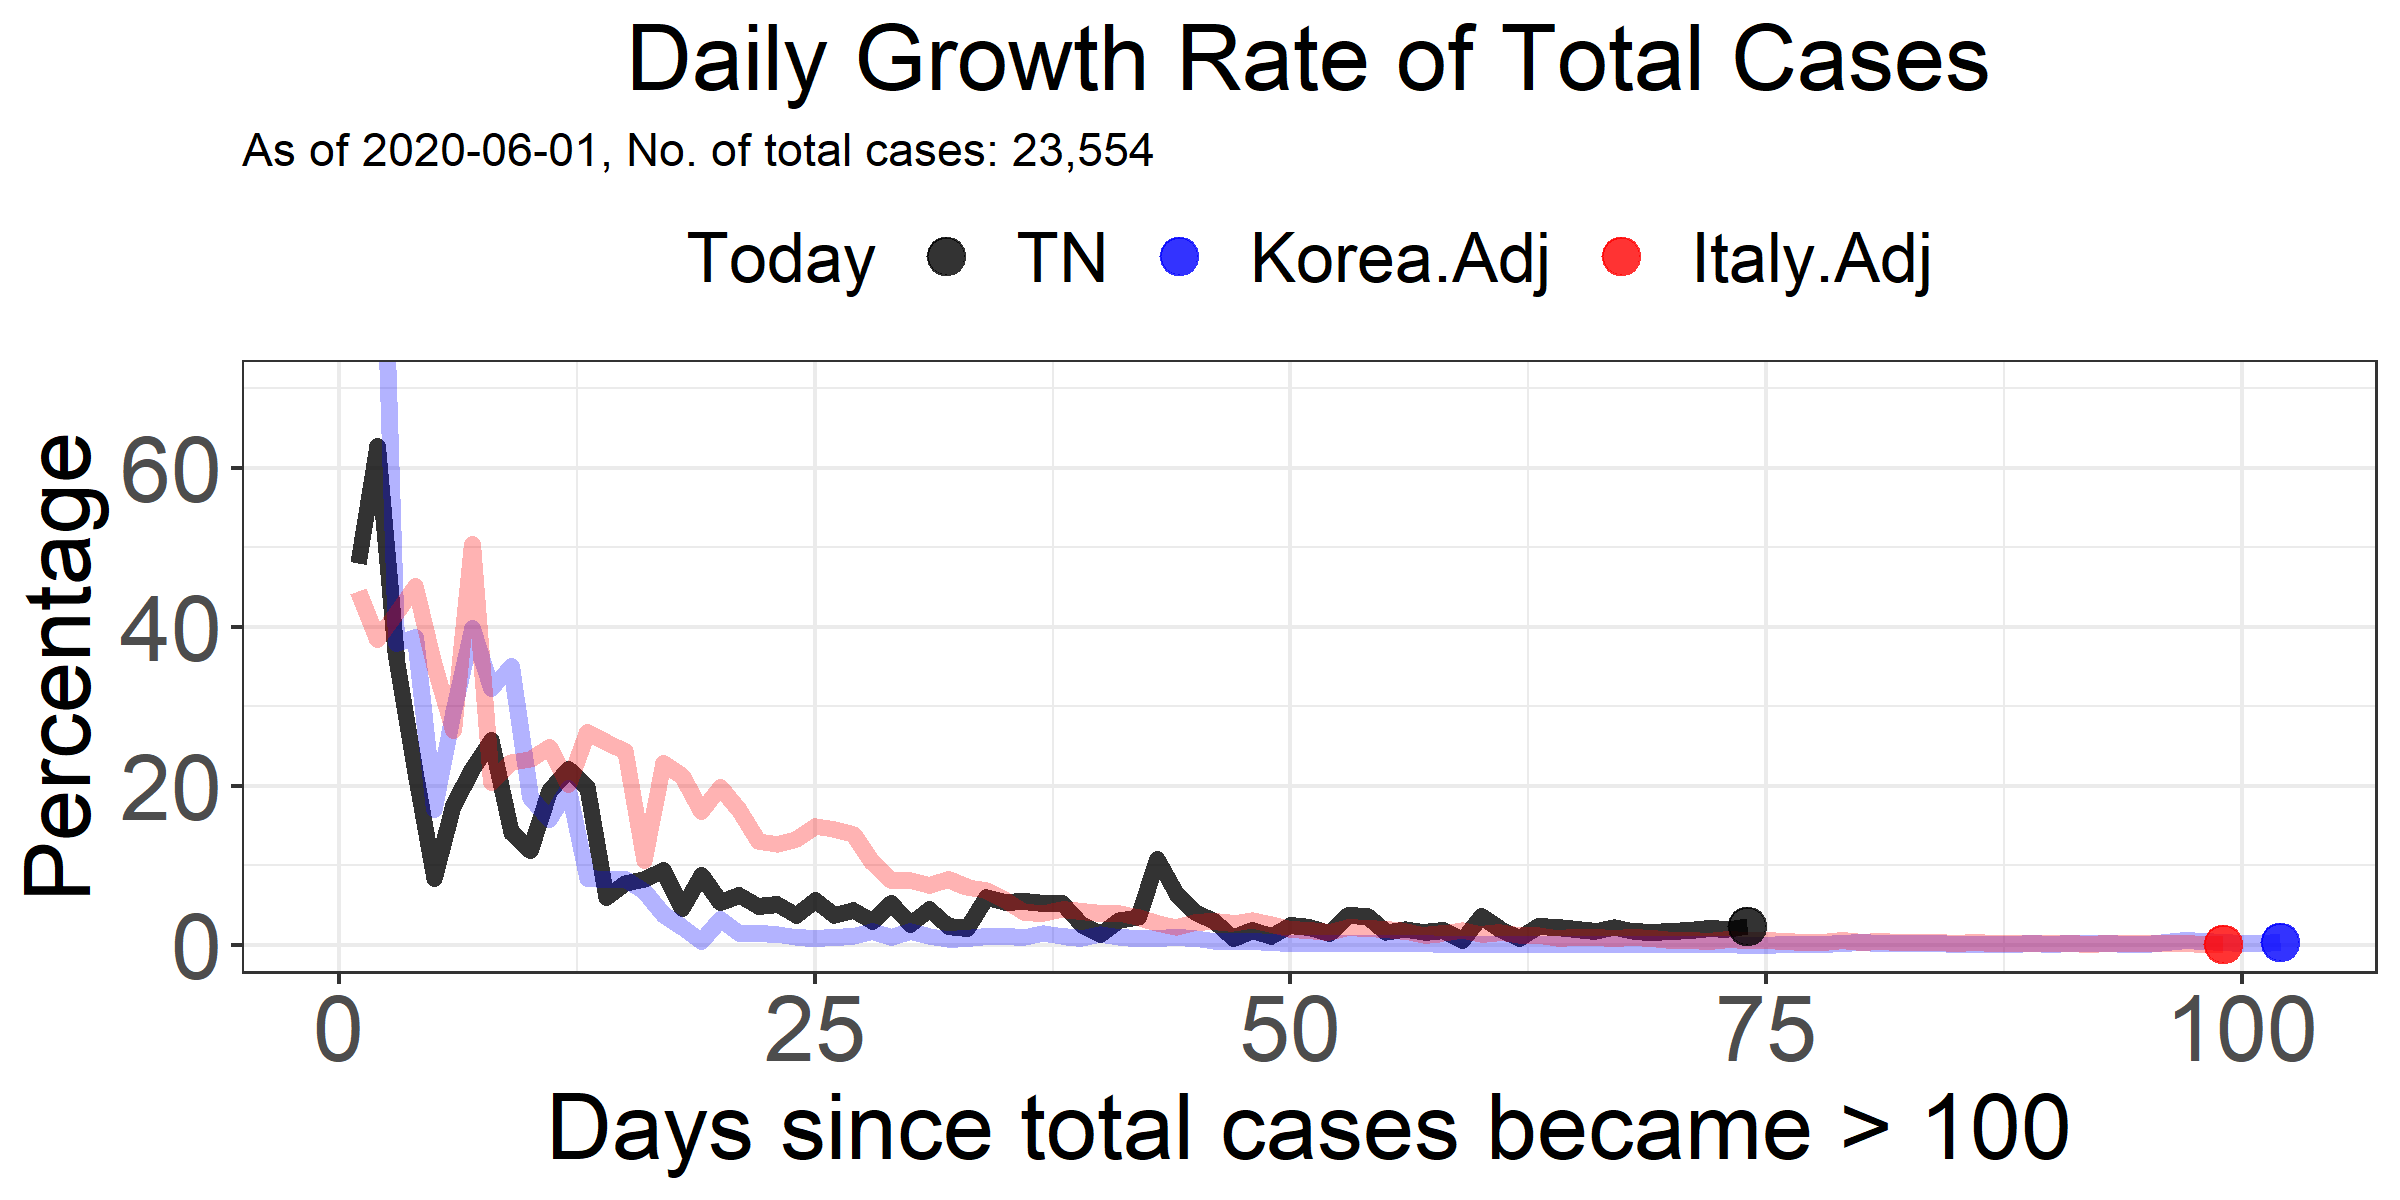 Daily Growth Rate of Total Cases
As of 2020-06-01, No. of total cases: 23,554
Today TN Korea.Adj Italy.Adj
Percentage
60
40
20
0
0 25 50 75 100
Days since total cases became > 100